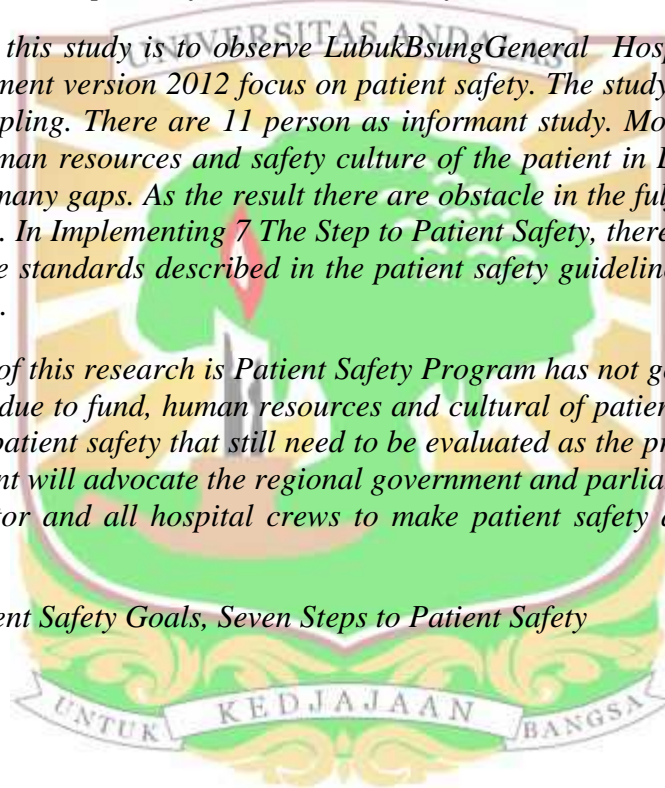 this study is to observe LubukBsungGeneral Hosp
UNIVERSITAS ANDALAS
ment version 2012 focus on patient safety. The study
pling. There are 11 person as informant study. Mo
man resources and safety culture of the patient in
many gaps. As the result there are obstacle in the ful
. In Implementing 7 The Step to Patient Safety, there
e standards described in the patient safety guideline
.
of this research is Patient Safety Program has not g
due to fund, human resources and cultural of patien
patient safety that still need to be evaluated as the pr
nt will advocate the regional government and parlia
tor and all hospital crews to make patient safety
ent Safety Goals, Seven Steps to Patient Safety
UNTUK KEDJAJAAN BANGSA